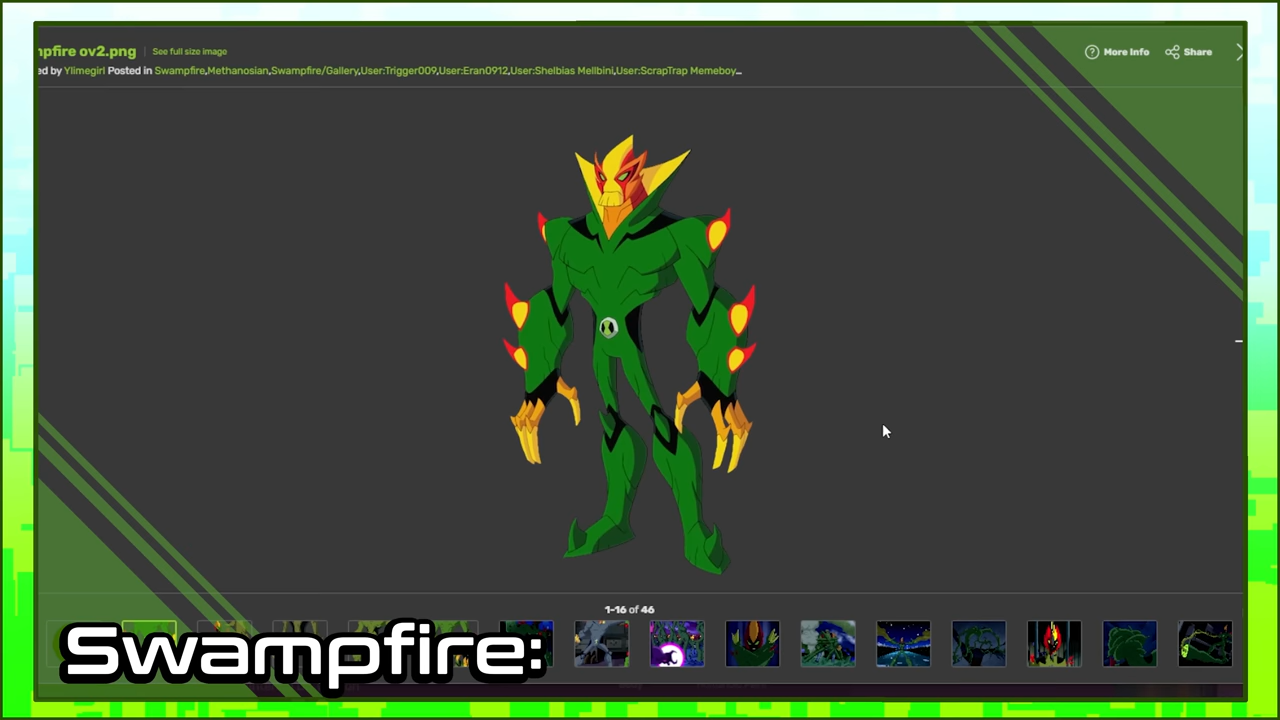 npfire ov2.png See full size image
More Info Share
ed by Ylimegirl Posted in Swampfire,Methanosian,Swampfire/Gallery,User:Trigger009,User:Eran0912,User:Shelbias Mellbini,User:ScrapTrap Memeboy...
1-16 of 46
Swampfire: